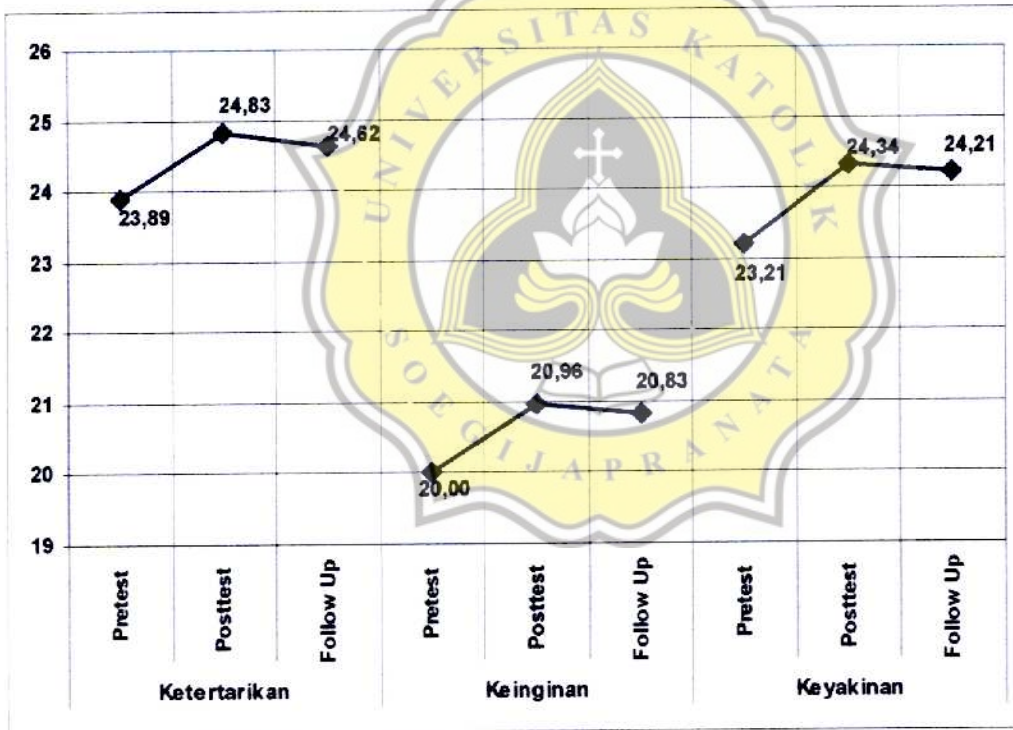 UNIVERSITAS KATOLIK
SOEGIJAPRANATA
26
25
24
23
22
21
20
19
24,83
24,62
23,89
24,34
24,21
23,21
20,96
20,83
20,00
Pretest
Posttest
Follow Up
Pretest
Posttest
Follow Up
Pretest
Posttest
Follow Up
Ketertarikan
Keinginan
Keyakinan